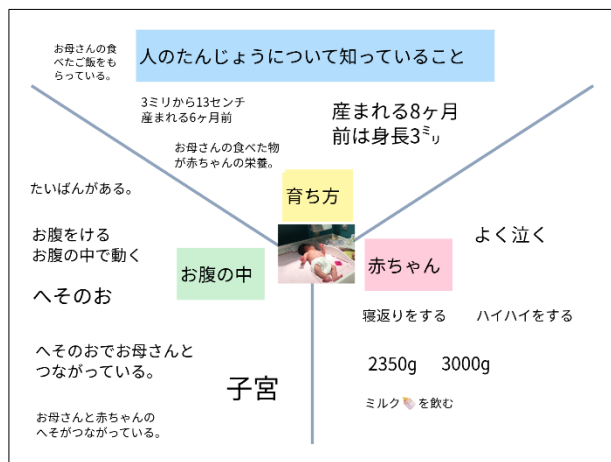 お母さんの食
べたご飯をも
らっている。
人のたんじょうについて知っていること
3ミリから13センチ
産まれる6ヶ月前
産まれる8ヶ月
前は身長3㍉
お母さんの食べた物
が赤ちゃんの栄養。
育ち方
たいばんがある。
お腹をける
お腹の中で動く
へそのお
お腹の中
へそのおでお母さんと
つながっている。
子宮
お母さんと赤ちゃんの
へそがつながっている。
赤ちゃん
よく泣く
寝返りをする
ハイハイをする
2350g
3000g
ミルク🍼を飲む